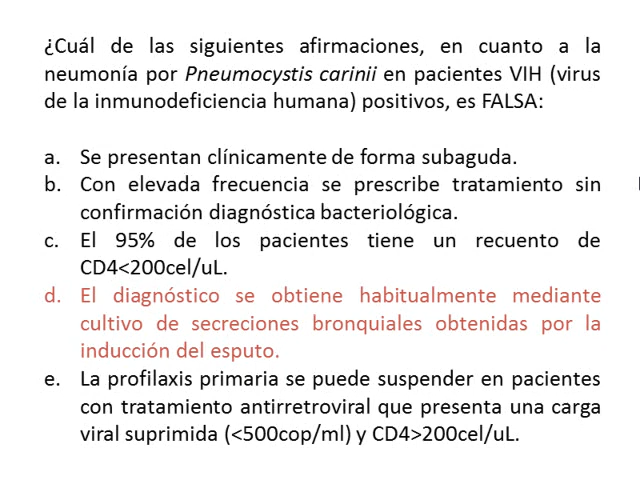 ¿Cuál de las siguientes afirmaciones, en cuanto a la
neumonía por Pneumocystis carinii en pacientes VIH (virus
de la inmunodeficiencia humana) positivos, es FALSA:
a. Se presentan clínicamente de forma subaguda.
b. Con elevada frecuencia se prescribe tratamiento sin
confirmación diagnóstica bacteriológica.
c. El 95% de los pacientes tiene un recuento de
CD4<200cel/uL.
d. El diagnóstico se obtiene habitualmente mediante
cultivo de secreciones bronquiales obtenidas por la
inducción del esputo.
e. La profilaxis primaria se puede suspender en pacientes
con tratamiento antirretroviral que presenta una carga
viral suprimida (<500cop/ml) y CD4>200cel/uL.